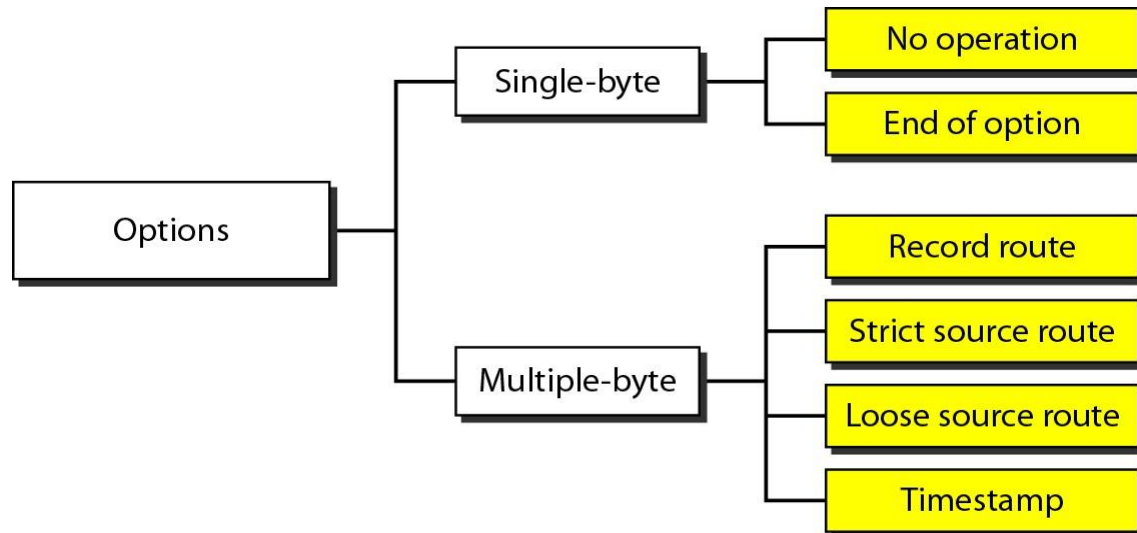 Options
Single-byte
No operation
End of option
Multiple-byte
Record route
Strict source route
Loose source route
Timestamp